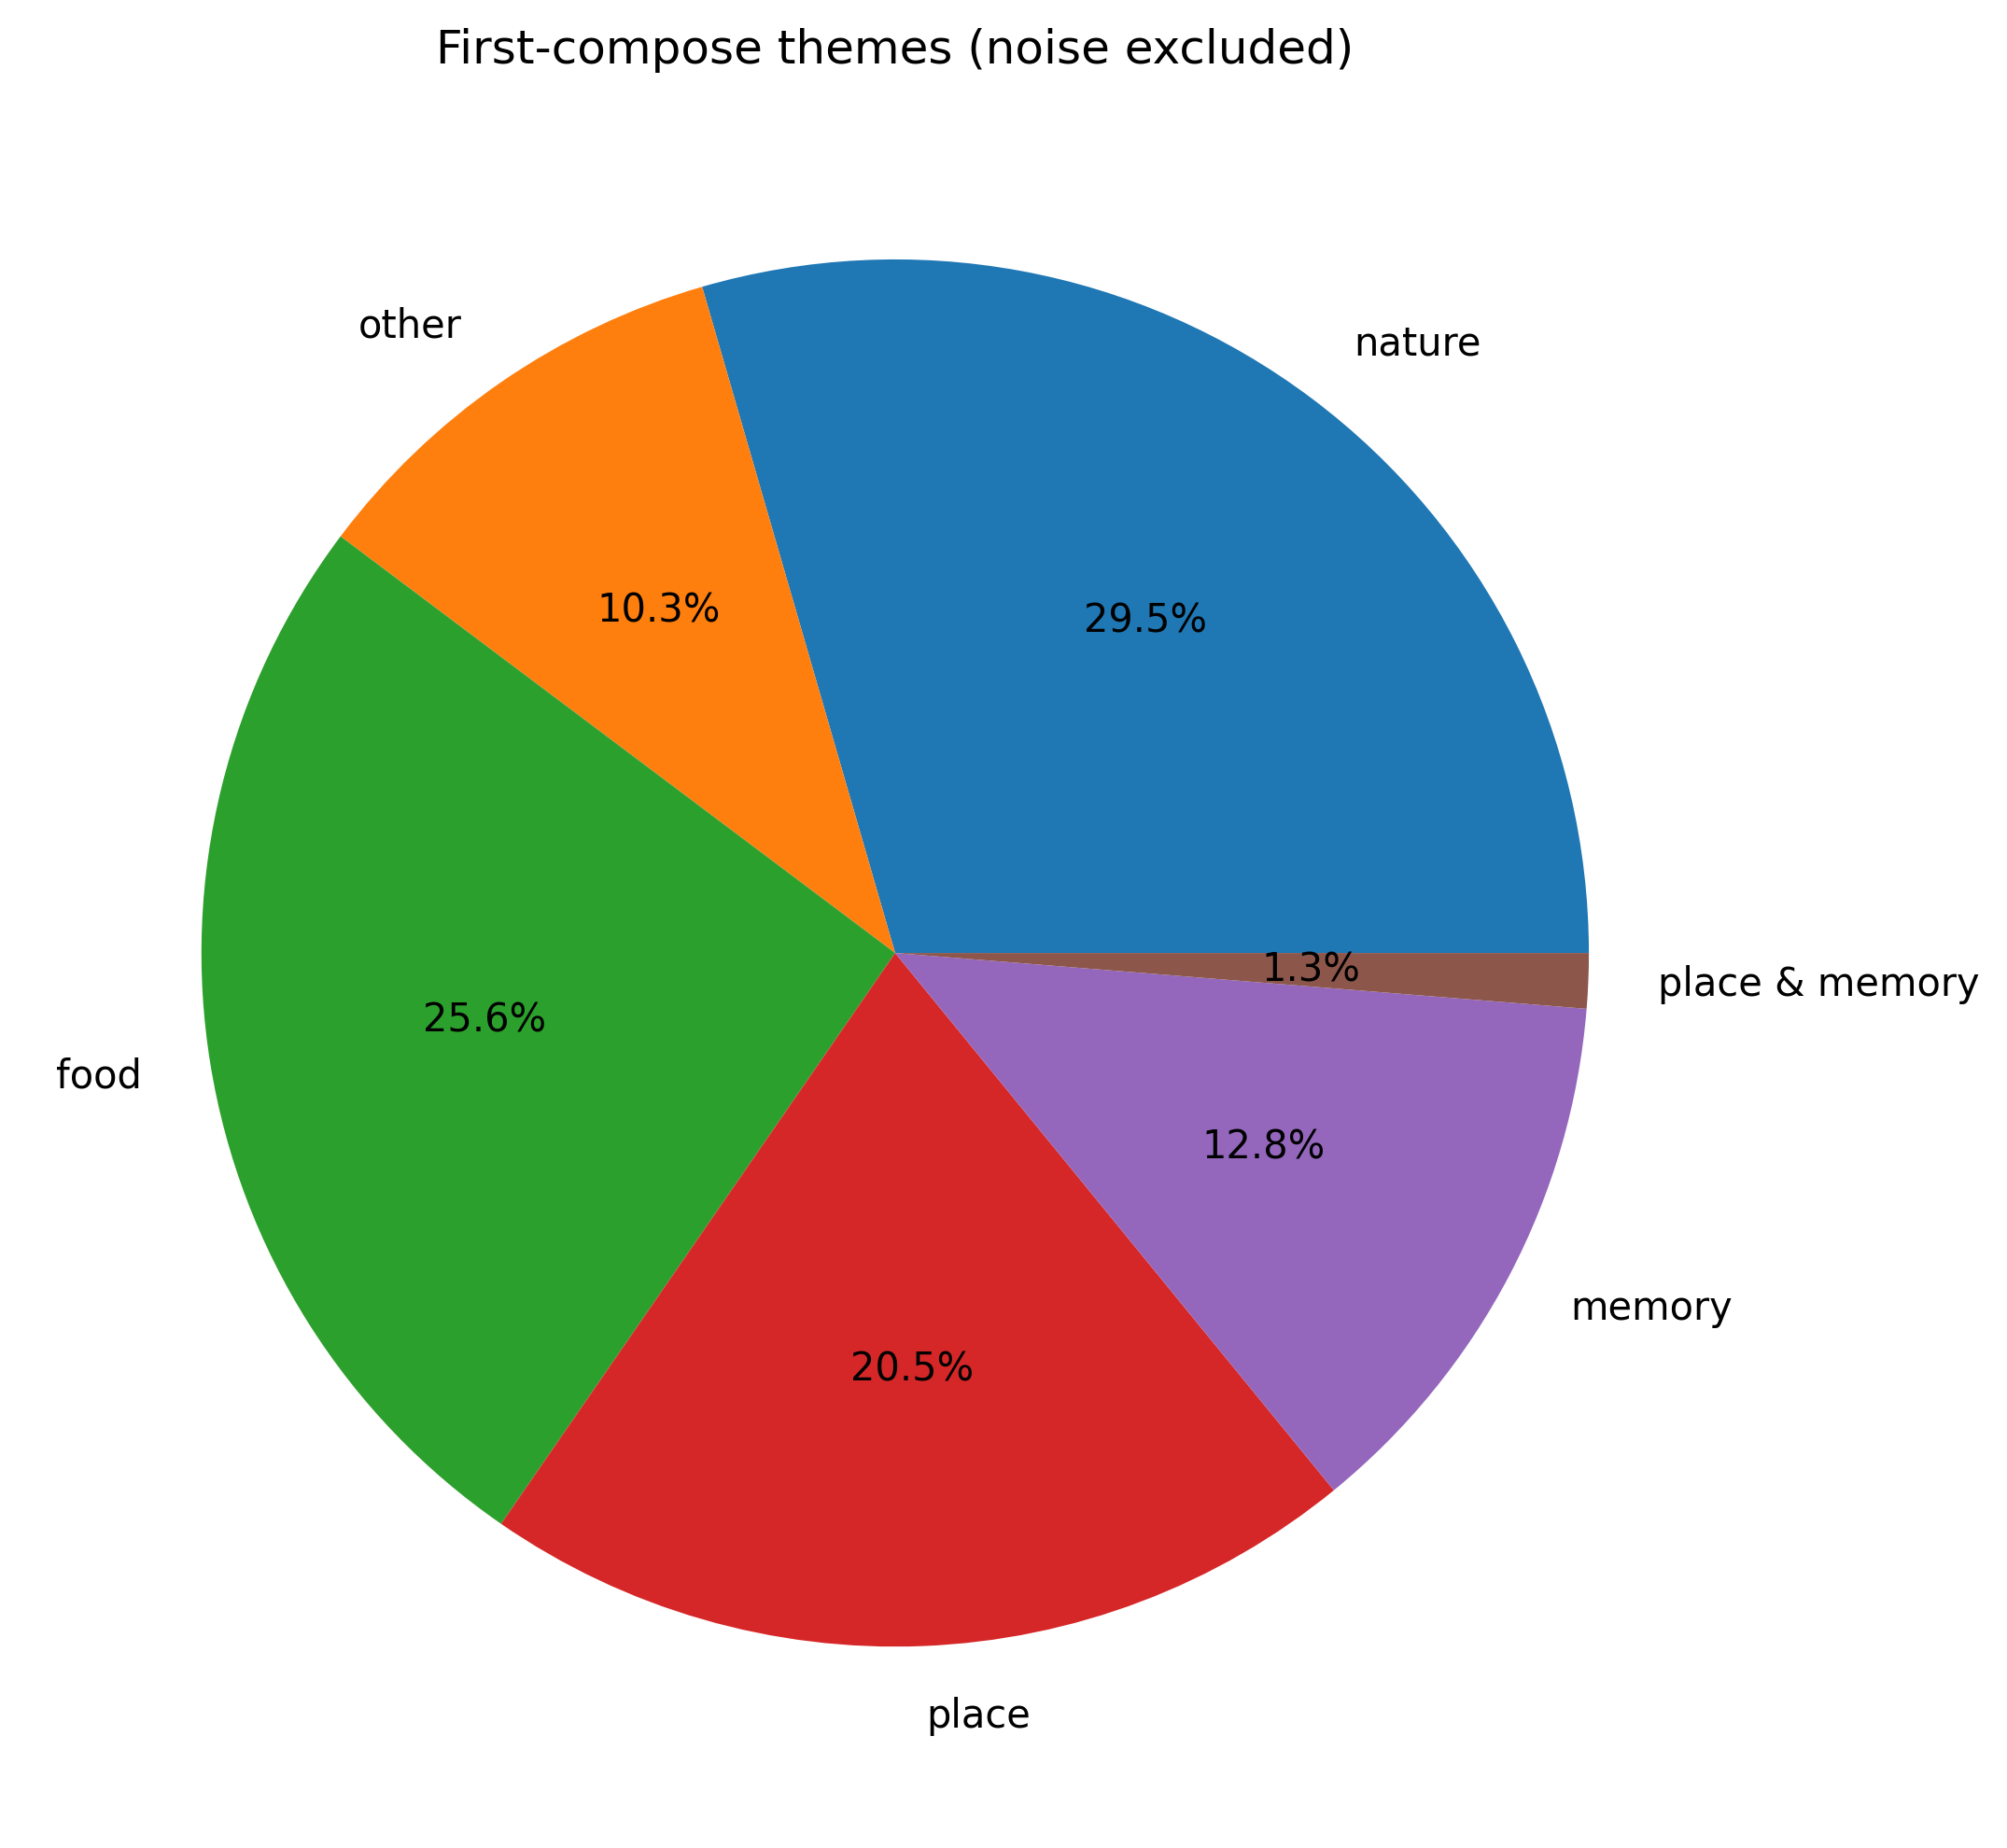 First-compose themes (noise excluded)
other
nature
10.3%
29.5%
1.3%
place & memory
25.6%
food
12.8%
memory
20.5%
place